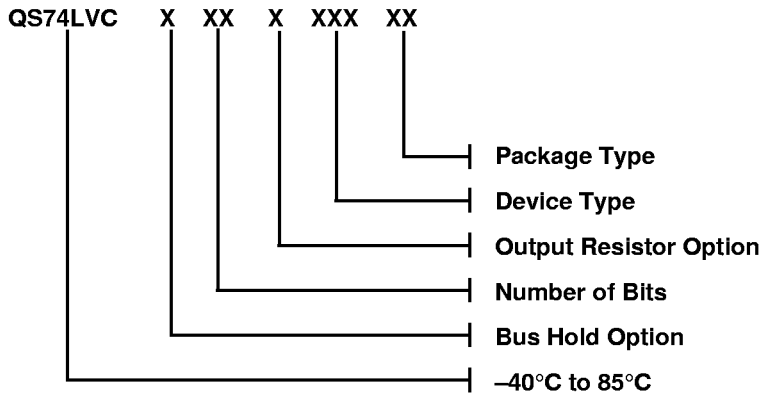 QS74LVC X XX X XXX XX
Package Type
Device Type
Output Resistor Option
Number of Bits
Bus Hold Option
–40°C to 85°C